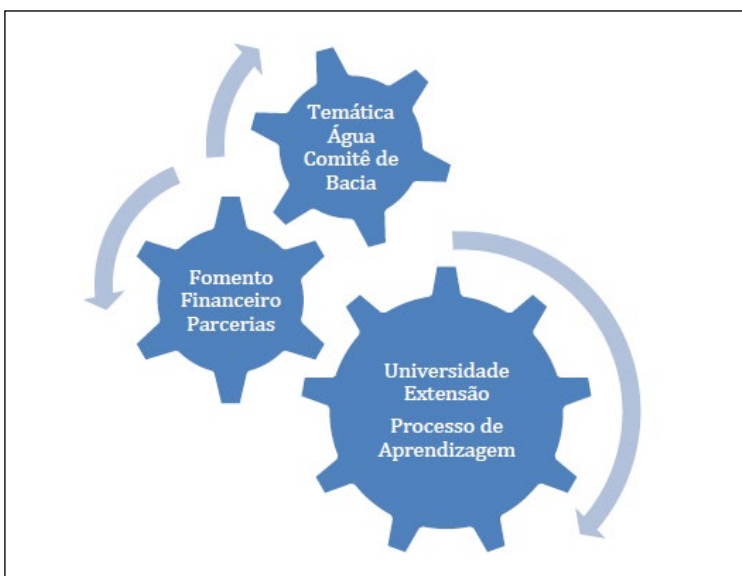 Temática
Água
Comitê de
Bacia
Fomento
Financeiro
Parcerias
Universidade
Extensão
Processo de
Aprendizagem